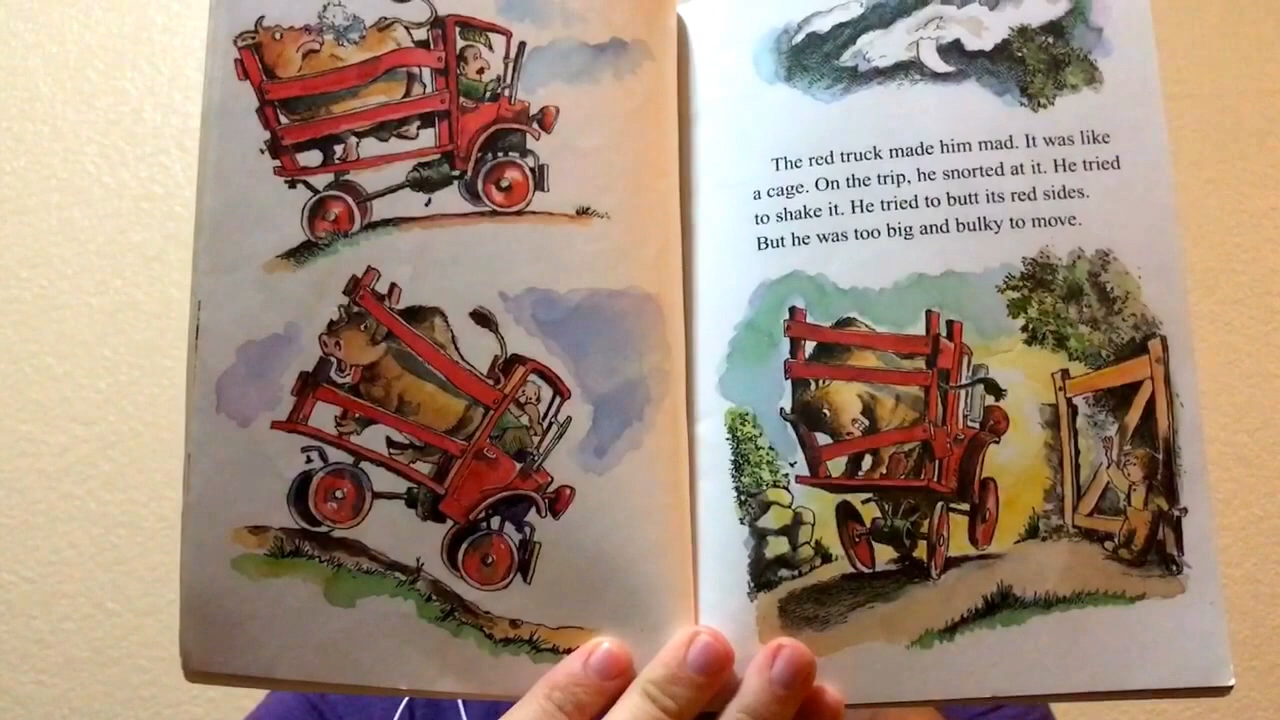 The red truck made him mad. It was like
a cage. On the trip, he snorted at it. He tried
to shake it. He tried to butt its red sides.
But he was too big and bulky to move.